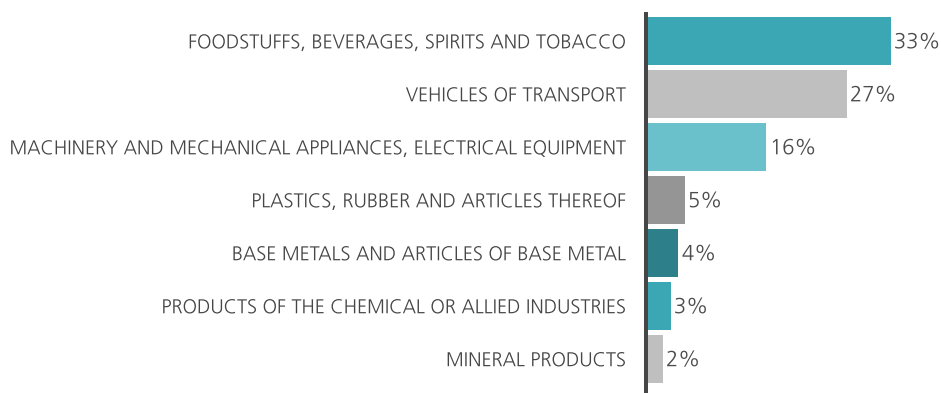 FOODSTUFFS, BEVERAGES, SPIRITS AND TOBACCO 33%
VEHICLES OF TRANSPORT 27%
MACHINERY AND MECHANICAL APPLIANCES, ELECTRICAL EQUIPMENT 16%
PLASTICS, RUBBER AND ARTICLES THEREOF 5%
BASE METALS AND ARTICLES OF BASE METAL 4%
PRODUCTS OF THE CHEMICAL OR ALLIED INDUSTRIES 3%
MINERAL PRODUCTS 2%